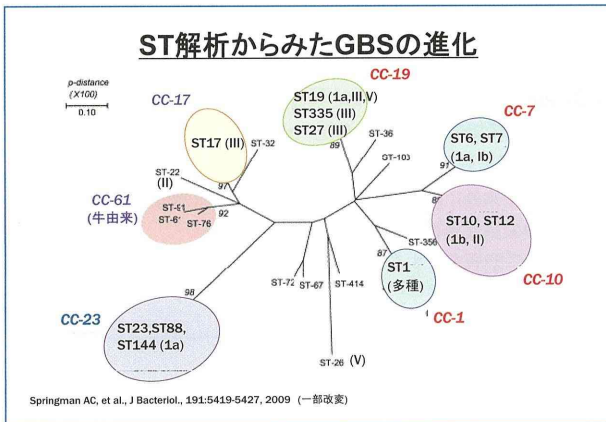 ST解析からみたGBSの進化
p-distance
(X100)
0.10
CC-17
CC-19
CC-7
ST17 (III)
ST-32
97
ST-22
(II)
CC-61
(牛由来)
ST-61
ST-76
92
ST19 (1a,III,V)
ST335 (III)
ST27 (III)
89
ST-36
ST-103
ST6, ST7
(1a, Ib)
91
ST10, ST12
(1b, II)
CC-10
ST-356
87
ST1
(多種)
CC-1
ST-72
ST-67
ST-414
ST-26 (V)
98
CC-23
ST23,ST88,
ST144 (1a)
Springman AC, et al., J Bacteriol., 191:5419-5427, 2009 (一部改変)